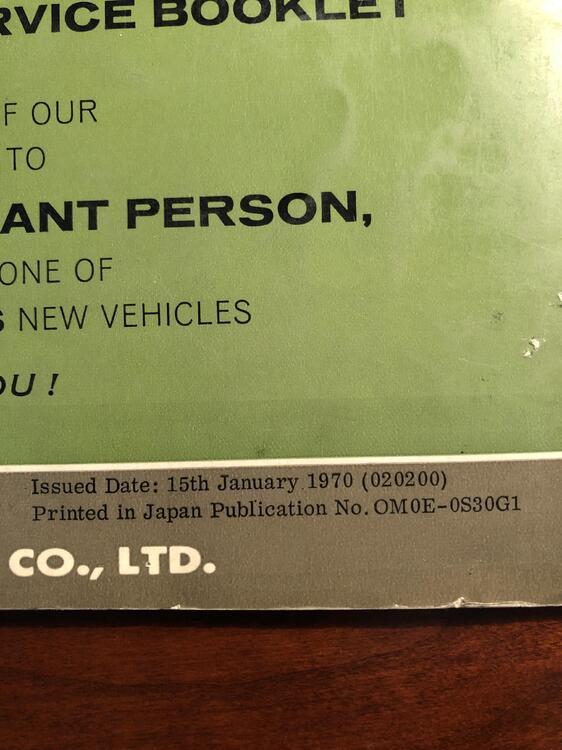 RVICE BOOKLET
F OUR
TO
ANT PERSON,
ONE OF
S NEW VEHICLES
OU !
Issued Date: 15th January 1970 (020200)
Printed in Japan Publication No. OM0E-0S30G1
CO., LTD.